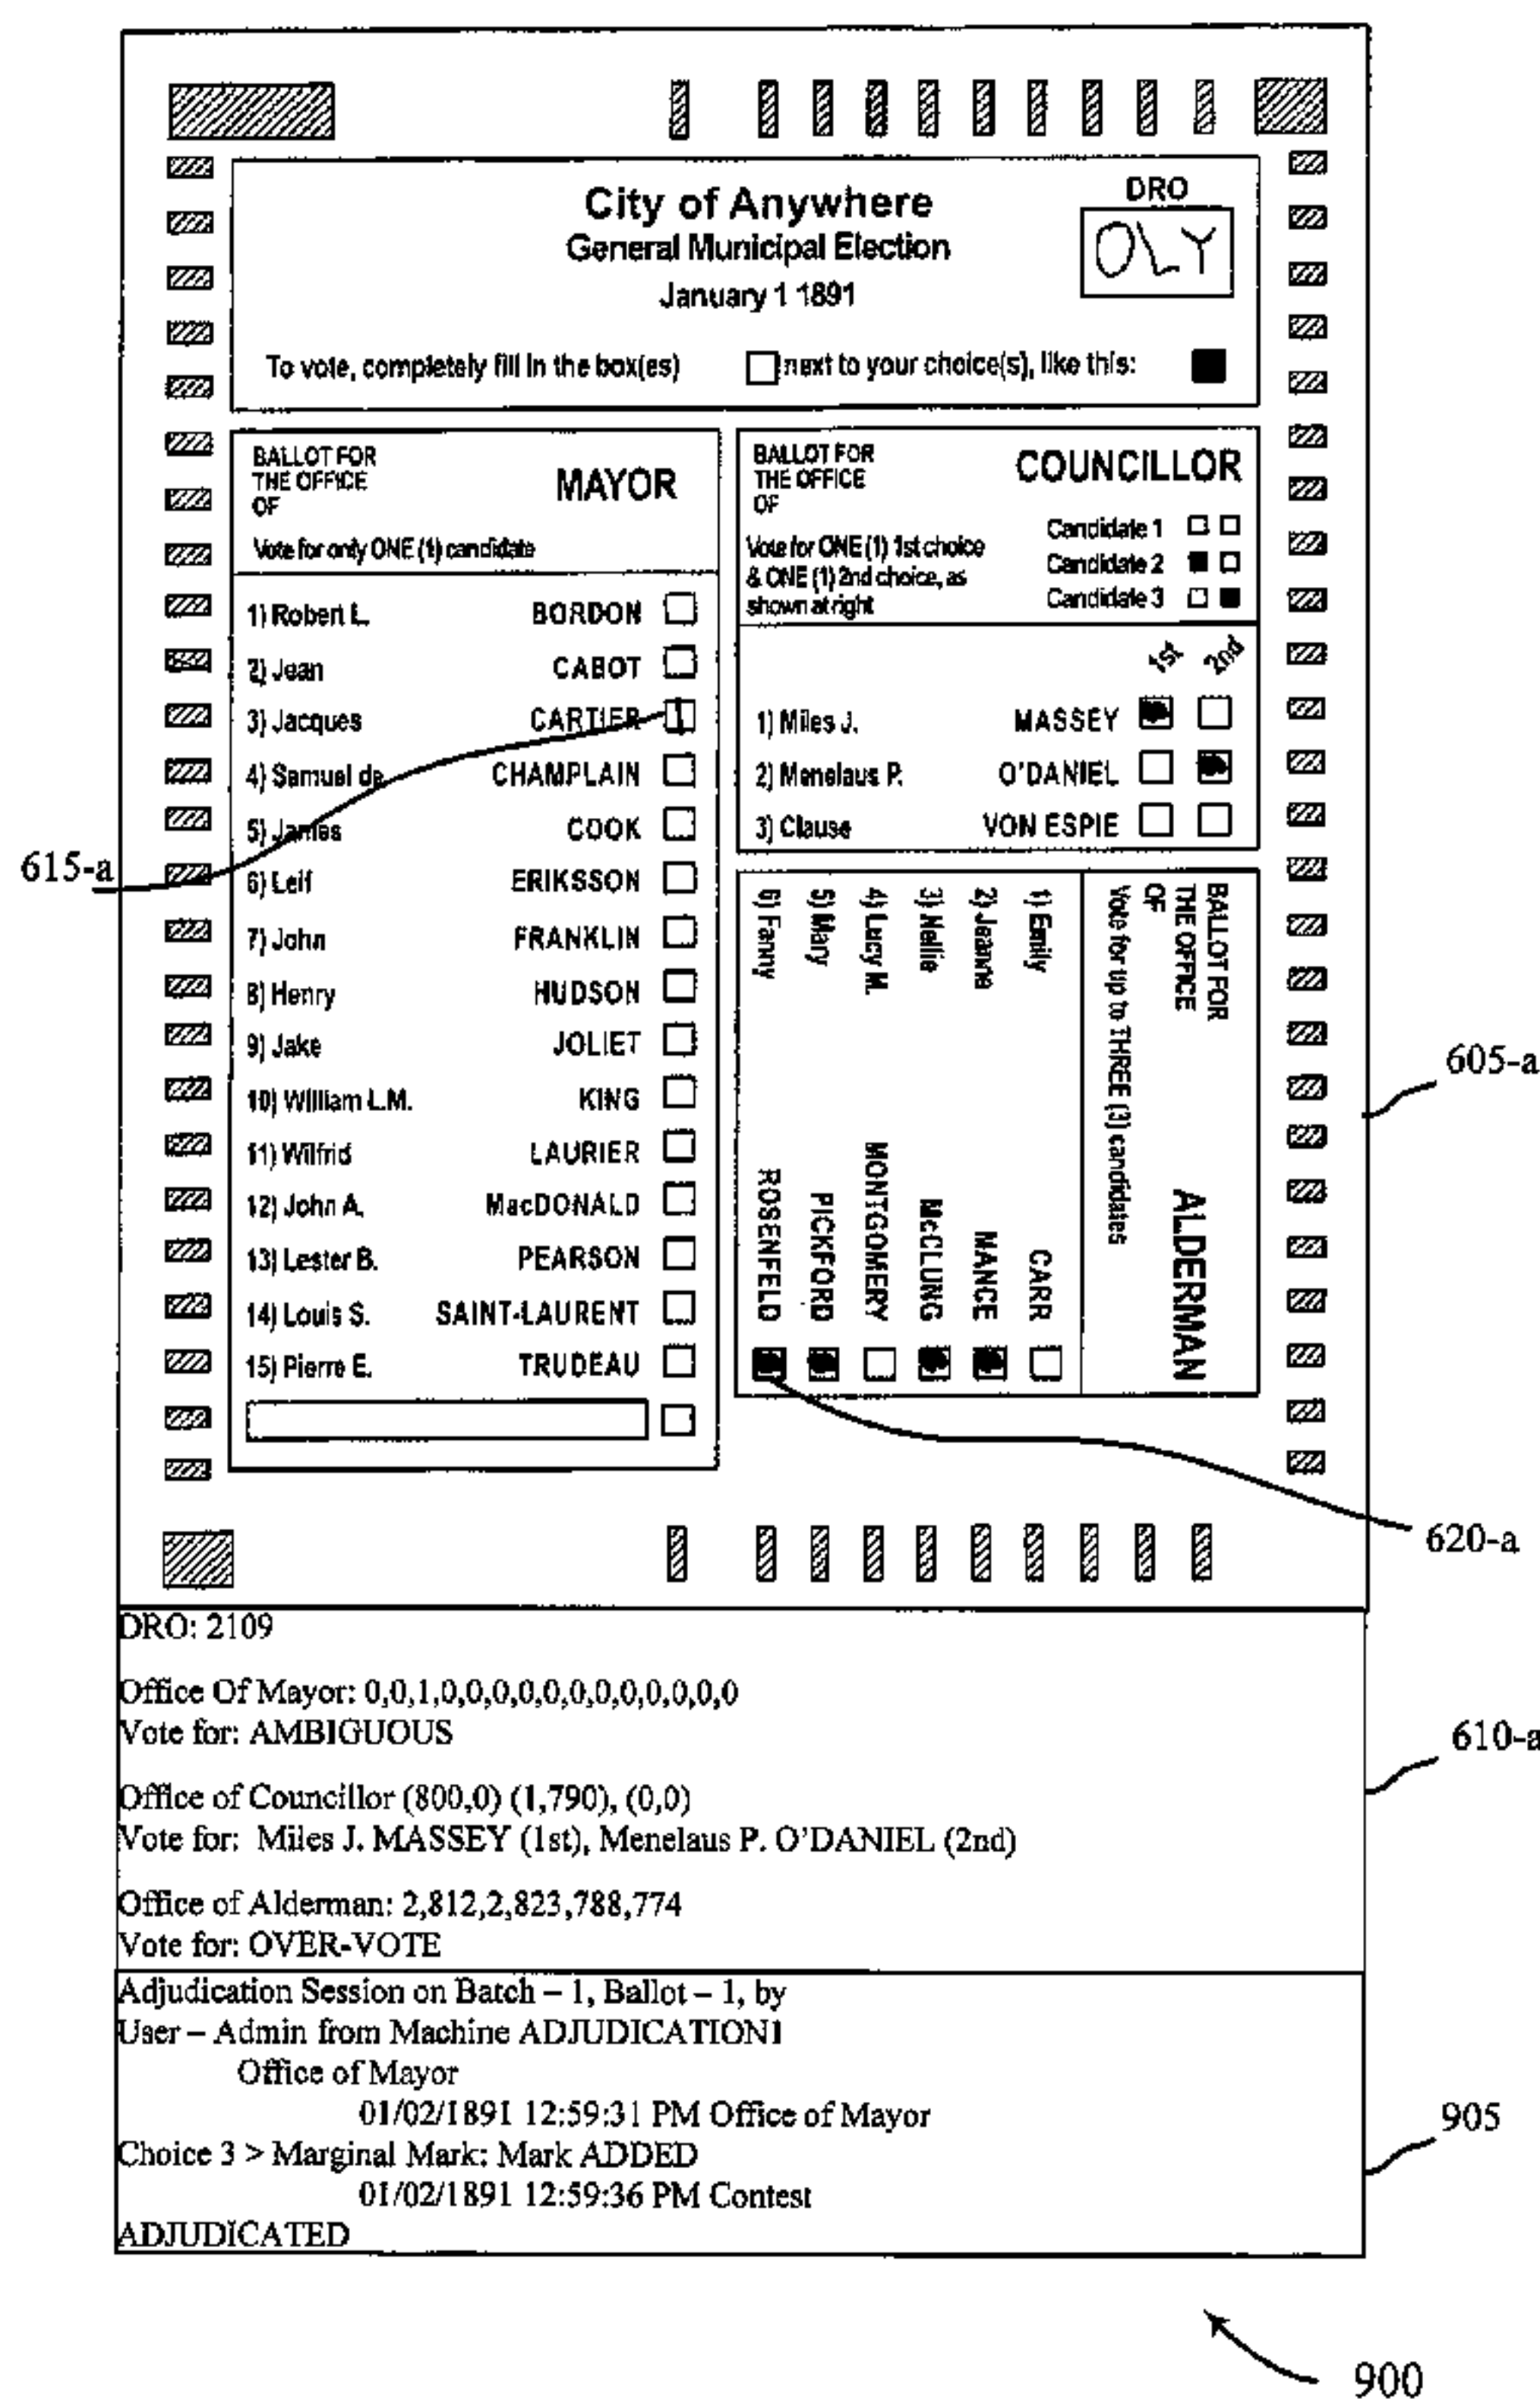 City of Anywhere
General Municipal Election
January 1 1891
DRO
OLY
To vote, completely fill in the box(es) next to your choice(s), like this:
BALLOT FOR
THE OFFICE
OF
MAYOR
Vote for only ONE (1) candidate
1) Robert L. BORDON
2) Jean CABOT
3) Jacques CARTIER
4) Samuel de CHAMPLAIN
5) James COOK
6) Leif ERIKSSON
7) John FRANKLIN
8) Henry HUDSON
9) Jake JOLIET
10) William L.M. KING
11) Wilfrid LAURIER
12) John A. MacDONALD
13) Lester B. PEARSON
14) Louis S. SAINT-LAURENT
15) Pierre E. TRUDEAU
BALLOT FOR
THE OFFICE
OF
COUNCILLOR
Vote for ONE (1) 1st choice
& ONE (1) 2nd choice, as
shown at right
Candidate 1
Candidate 2
Candidate 3
1st 2nd
1) Miles J. MASSEY
2) Menelaus P. O'DANIEL
3) Clause VON ESPIE
BALLOT FOR
THE OFFICE
OF
ALDERMAN
Vote for up to THREE (3) candidates
1) Emily CARR
2) Jeanne MANCE
3) Nellie McCLUNG
4) Lucy M. MONTGOMERY
5) Mary PICKFORD
6) Fanny ROSENFELD
615-a
605-a
620-a
DRO: 2109
Office Of Mayor: 0,0,1,0,0,0,0,0,0,0,0,0,0,0,0
Vote for: AMBIGUOUS
Office of Councillor (800,0) (1,790), (0,0)
Vote for: Miles J. MASSEY (1st), Menelaus P. O'DANIEL (2nd)
Office of Alderman: 2,812,2,823,788,774
Vote for: OVER-VOTE
610-a
Adjudication Session on Batch – 1, Ballot – 1, by
User – Admin from Machine ADJUDICATION1
Office of Mayor
01/02/1891 12:59:31 PM Office of Mayor
Choice 3 > Marginal Mark: Mark ADDED
01/02/1891 12:59:36 PM Contest
ADJUDICATED
905
900